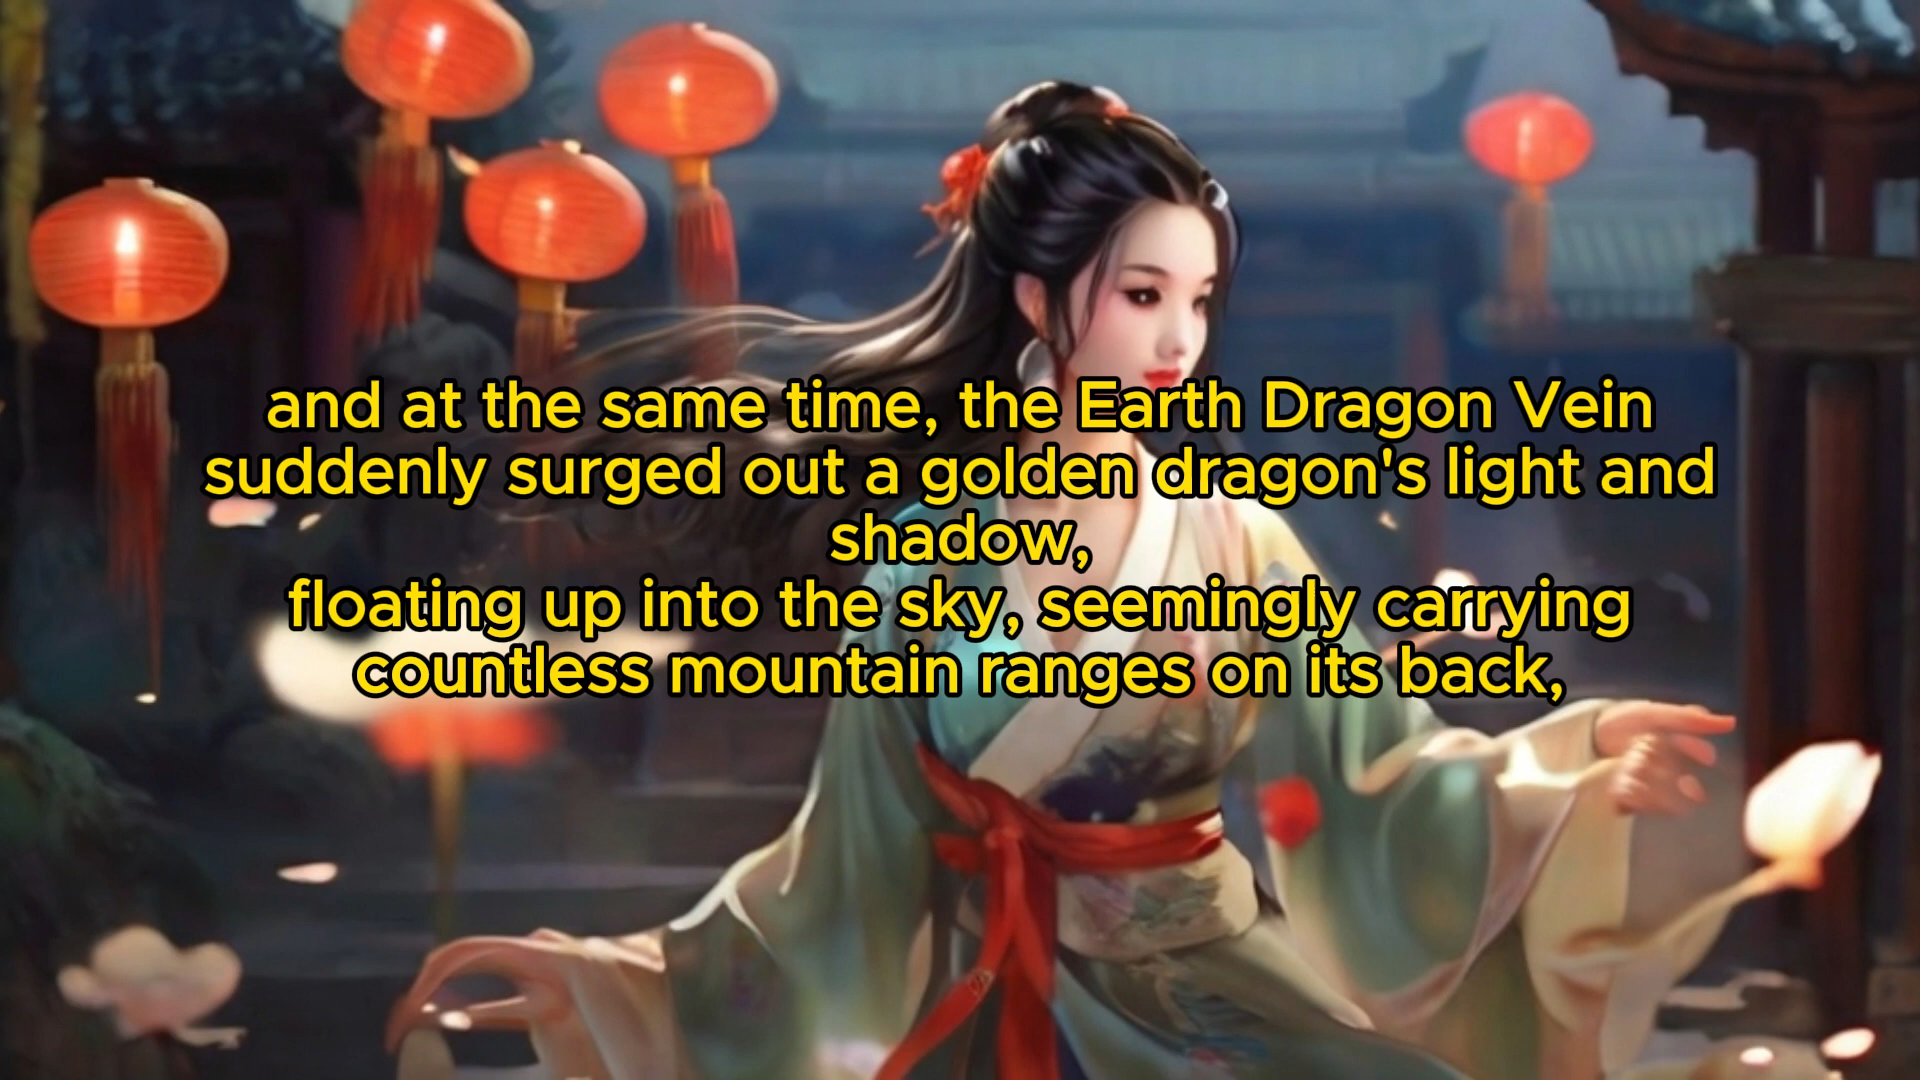 and at the same time, the Earth Dragon Vein
suddenly surged out a golden dragon's light and
shadow,
floating up into the sky, seemingly carrying
countless mountain ranges on its back,